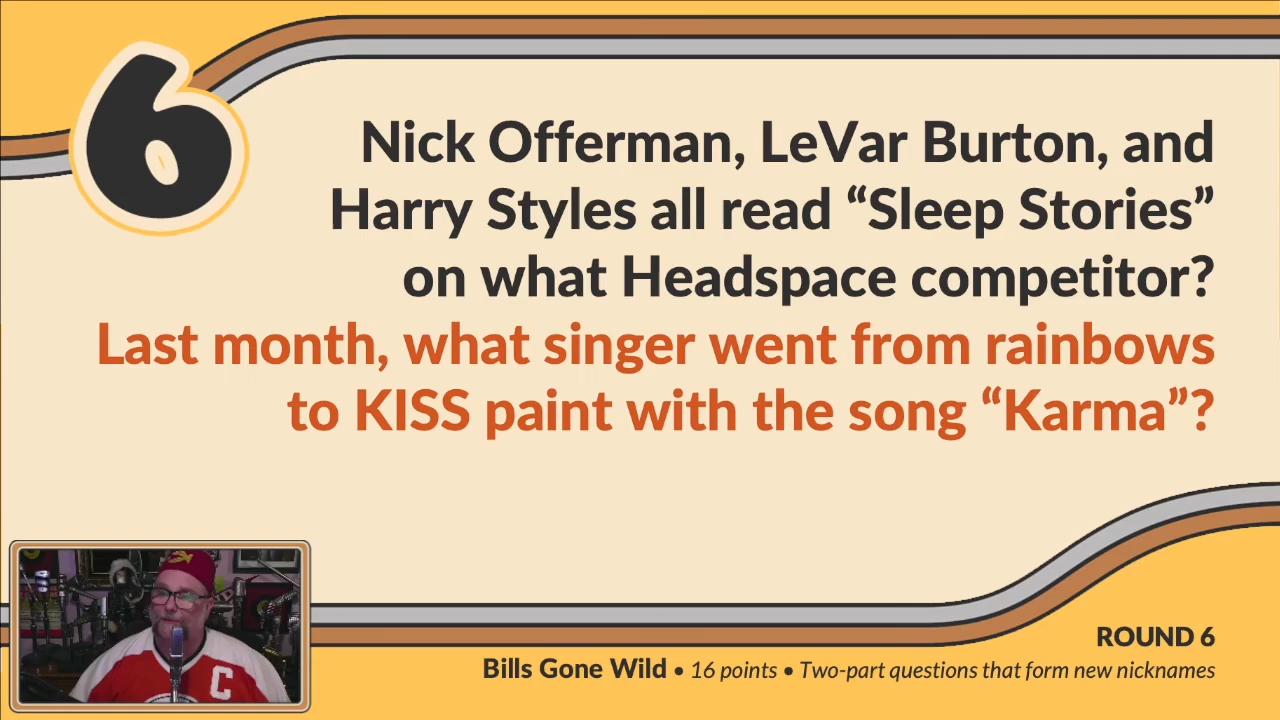 6
Nick Offerman, LeVar Burton, and
Harry Styles all read “Sleep Stories”
on what Headspace competitor?
Last month, what singer went from rainbows
to KISS paint with the song “Karma”?
C
ROUND 6
Bills Gone Wild • 16 points • Two-part questions that form new nicknames